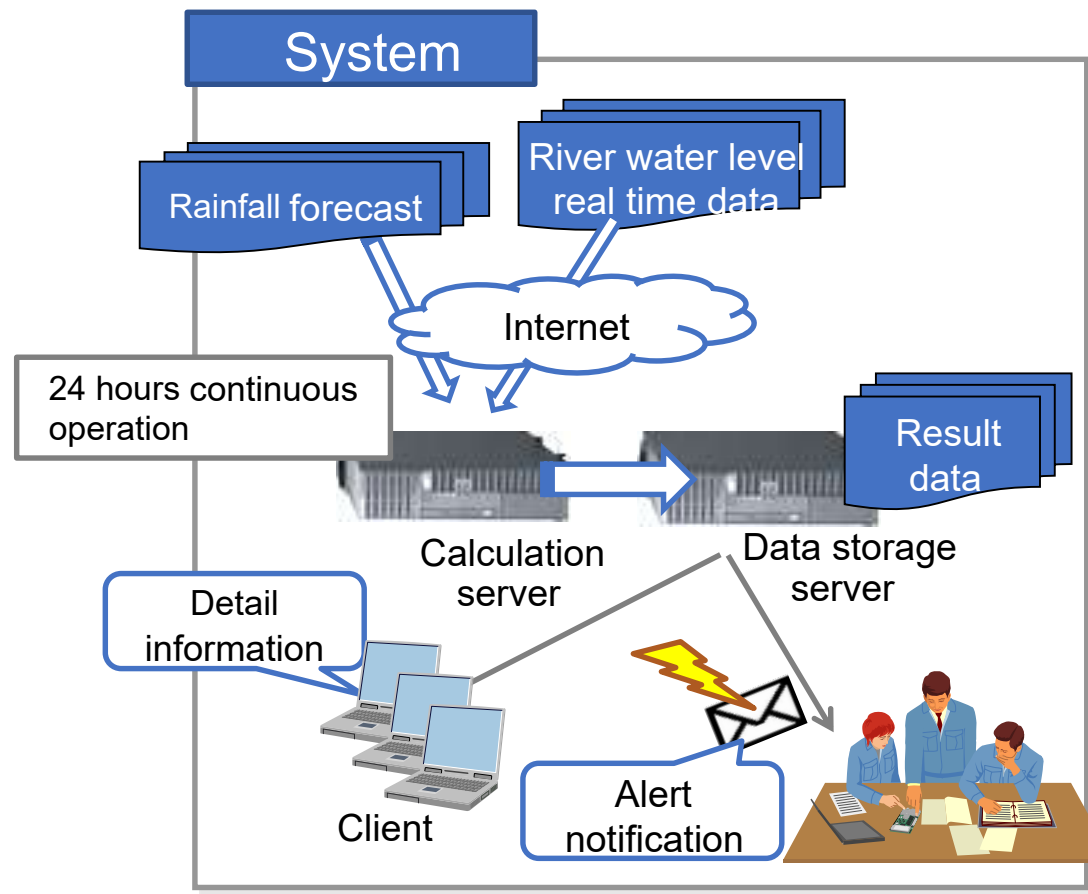 System
River water level
real time data
Rainfall forecast
Internet
24 hours continuous
operation
Result
data
Calculation
server
Data storage
server
Detail
information
Client
Alert
notification